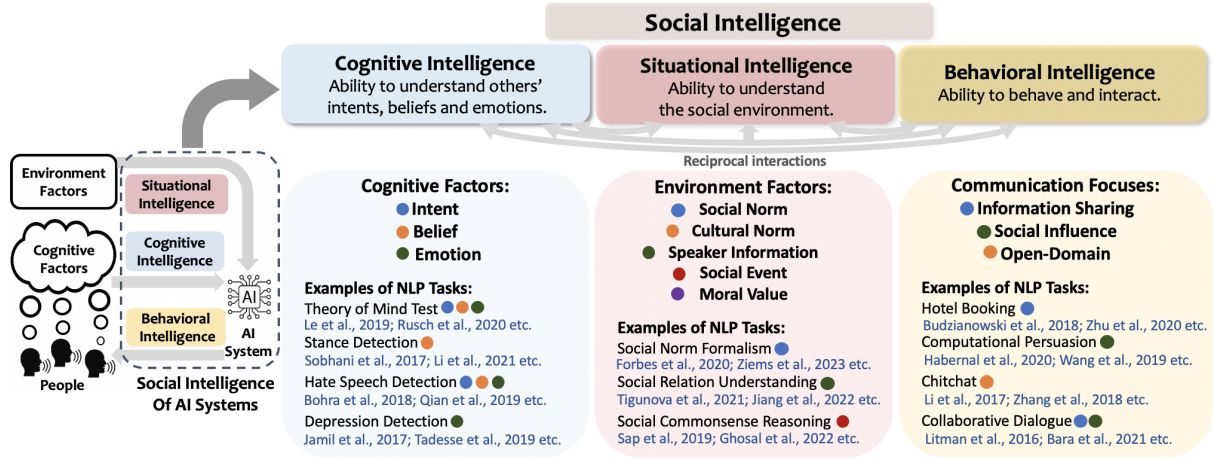 Social Intelligence
Cognitive Intelligence
Ability to understand others'
intents, beliefs and emotions.
Situational Intelligence
Ability to understand
the social environment.
Behavioral Intelligence
Ability to behave and interact.
Reciprocal interactions
Environment
Factors
Cognitive
Factors
People
Situational
Intelligence
Cognitive
Intelligence
Behavioral
Intelligence
AI
AI
System
Social Intelligence
Of AI Systems
Cognitive Factors:
Intent
Belief
Emotion
Examples of NLP Tasks:
Theory of Mind Test
Le et al., 2019; Rusch et al., 2020 etc.
Stance Detection
Sobhani et al., 2017; Li et al., 2021 etc.
Hate Speech Detection
Bohra et al., 2018; Qian et al., 2019 etc.
Depression Detection
Jamil et al., 2017; Tadesse et al., 2019 etc.
Environment Factors:
Social Norm
Cultural Norm
Speaker Information
Social Event
Moral Value
Examples of NLP Tasks:
Social Norm Formalism
Forbes et al., 2020; Ziems et al., 2023 etc.
Social Relation Understanding
Tigunova et al., 2021; Jiang et al., 2022 etc.
Social Commonsense Reasoning
Sap et al., 2019; Ghosal et al., 2022 etc.
Communication Focuses:
Information Sharing
Social Influence
Open-Domain
Examples of NLP Tasks:
Hotel Booking
Budzianowski et al., 2018; Zhu et al., 2020 etc.
Computational Persuasion
Habernal et al., 2020; Wang et al., 2019 etc.
Chitchat
Li et al., 2017; Zhang et al., 2018 etc.
Collaborative Dialogue
Litman et al., 2016; Bara et al., 2021 etc.